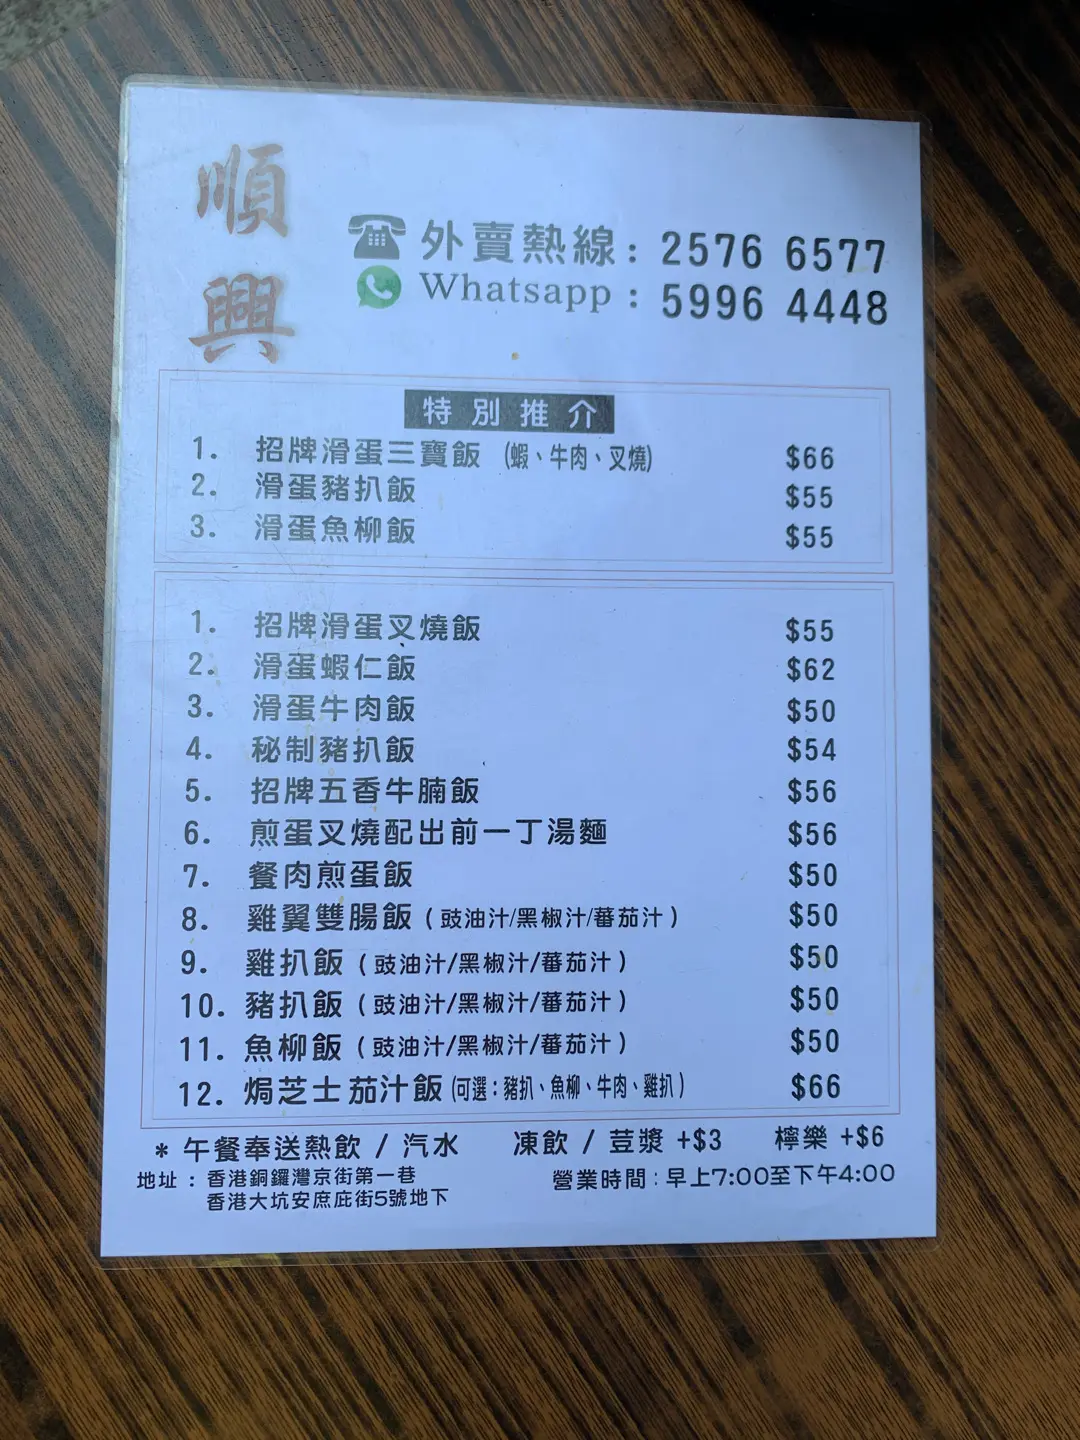 順興
外賣熱線: 2576 6577
Whatsapp : 5996 4448
特別推介
1. 招牌滑蛋三寶飯 (蝦、牛肉、叉燒) $66
2. 滑蛋豬扒飯 $55
3. 滑蛋魚柳飯 $55
1. 招牌滑蛋叉燒飯 $55
2. 滑蛋蝦仁飯 $62
3. 滑蛋牛肉飯 $50
4. 秘制豬扒飯 $54
5. 招牌五香牛腩飯 $56
6. 煎蛋叉燒配出前一丁湯麵 $56
7. 餐肉煎蛋飯 $50
8. 雞翼雙腸飯 (豉油汁/黑椒汁/蕃茄汁) $50
9. 雞扒飯 (豉油汁/黑椒汁/蕃茄汁) $50
10. 豬扒飯 (豉油汁/黑椒汁/蕃茄汁) $50
11. 魚柳飯 (豉油汁/黑椒汁/蕃茄汁) $50
12. 焗芝士茄汁飯 (可選:豬扒、魚柳、牛肉、雞扒) $66
* 午餐奉送熱飲 / 汽水 凍飲 / 荳漿 +$3 檸樂 +$6
地址 : 香港銅鑼灣京街第一巷
香港大坑安庶庇街5號地下
營業時間 : 早上7:00至下午4:00